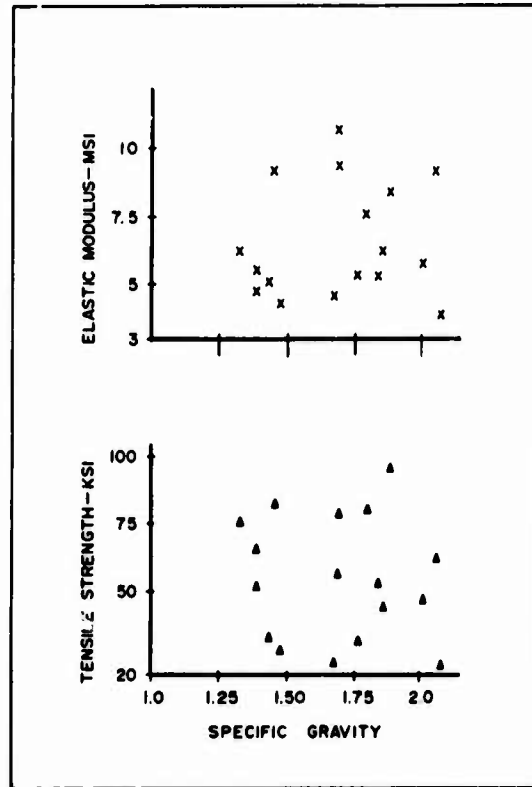 ELASTIC MODULUS-MSI
10
7.5
5
3
TENSILE STRENGTH-KSI
100
75
50
20
1.0 1.25 1.50 1.75 2.0
SPECIFIC GRAVITY